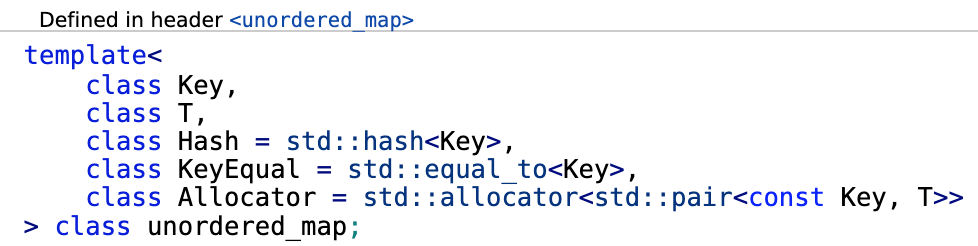 Defined in header <unordered_map>
template<
    class Key,
    class T,
    class Hash = std::hash<Key>,
    class KeyEqual = std::equal_to<Key>,
    class Allocator = std::allocator<std::pair<const Key, T>>
> class unordered_map;